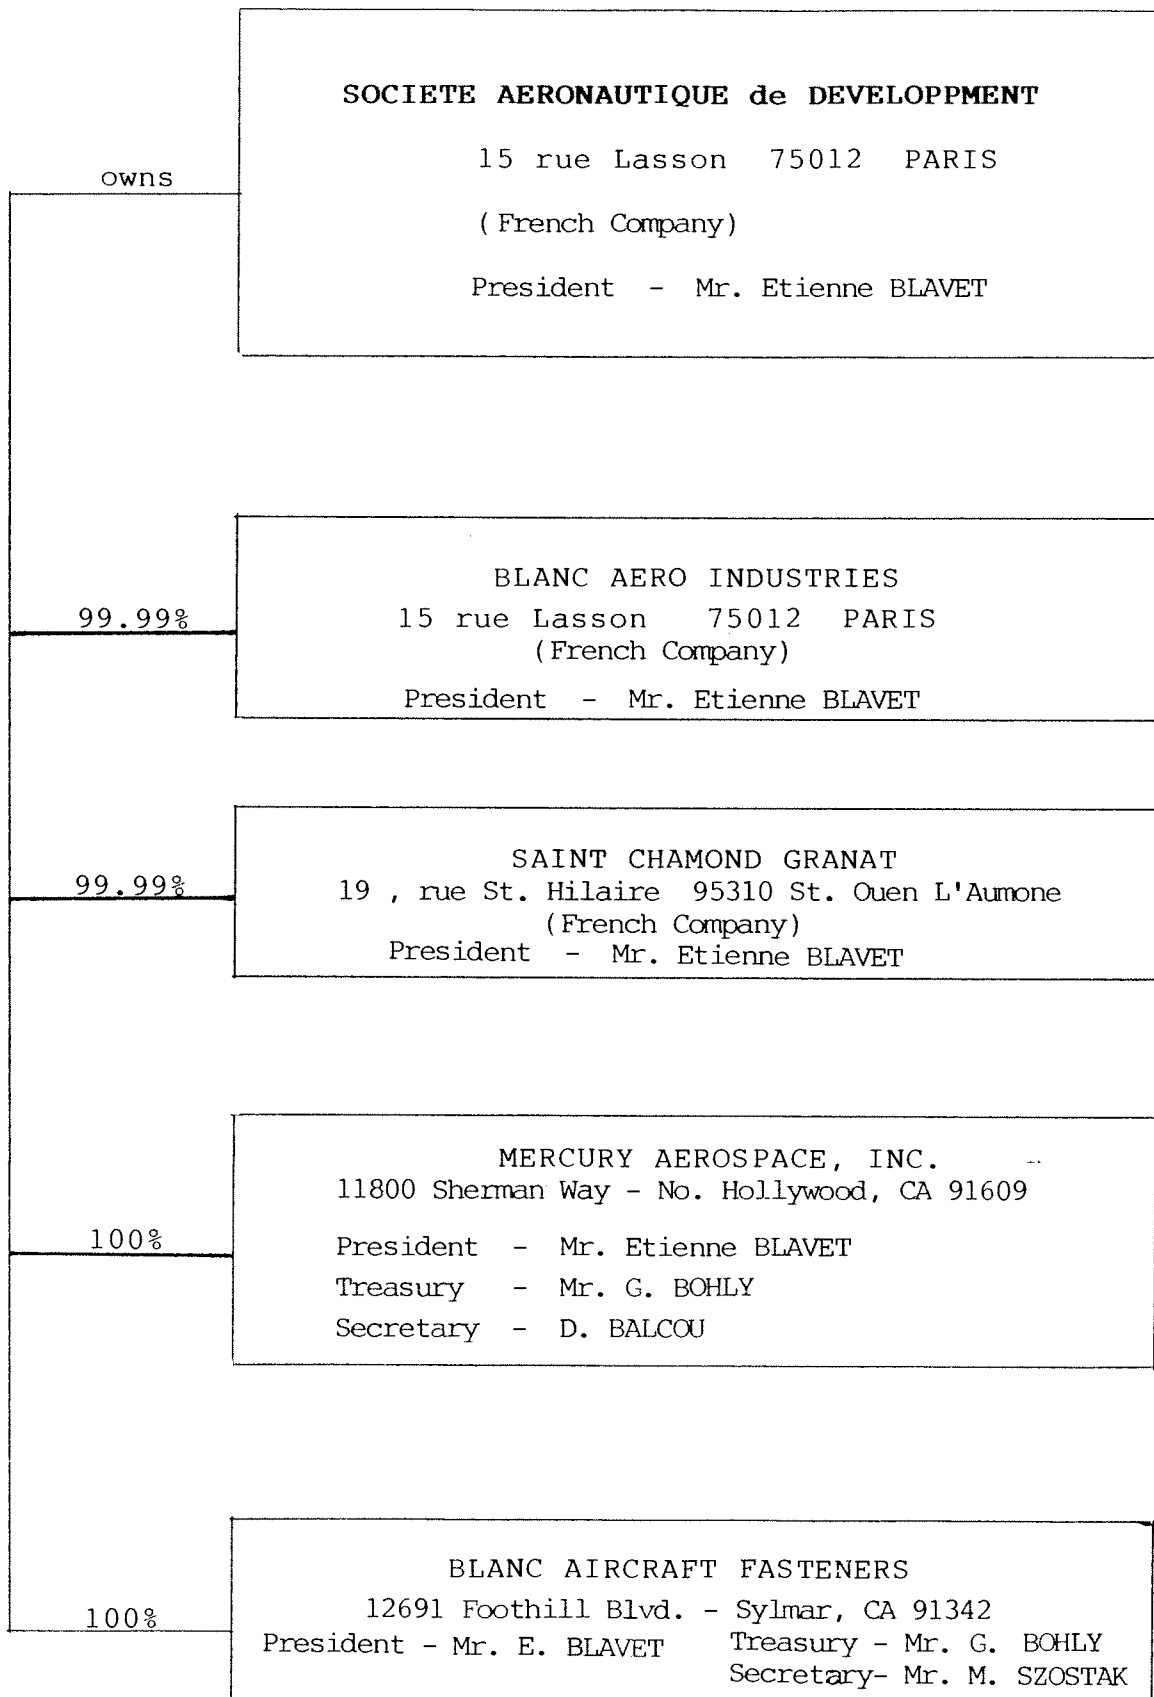 SOCIETE AERONAUTIQUE de DEVELOPPMENT
15 rue Lasson 75012 PARIS
owns
(French Company)
President - Mr. Etienne BLAVET
BLANC AERO INDUSTRIES
99.99%
15 rue Lasson 75012 PARIS
(French Company)
President - Mr. Etienne BLAVET
SAINT CHAMOND GRANAT
99.99%
19 , rue St. Hilaire 95310 St. Ouen L'Aumone
(French Company)
President - Mr. Etienne BLAVET
MERCURY AEROSPACE, INC.
11800 Sherman Way - No. Hollywood, CA 91609
100%
President - Mr. Etienne BLAVET
Treasury - Mr. G. BOHLY
Secretary - D. BALCOU
BLANC AIRCRAFT FASTENERS
12691 Foothill Blvd. - Sylmar, CA 91342
100%
President - Mr. E. BLAVET Treasury - Mr. G. BOHLY
Secretary- Mr. M. SZOSTAK